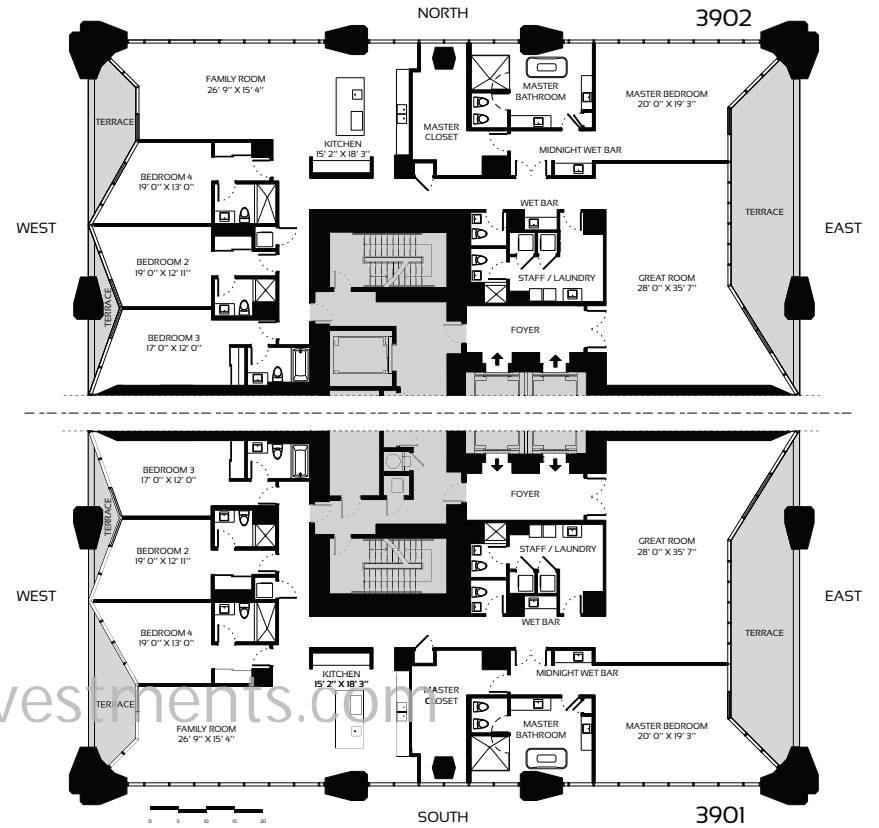 NORTH
3902
FAMILY ROOM
26' 9" X 15' 4"
MASTER
BATHROOM
MASTER BEDROOM
20' 0" X 19' 3"
TERRACE
MASTER
CLOSET
KITCHEN
15' 2" X 18' 3"
MIDNIGHT WET BAR
BEDROOM 4
19' 0" X 13' 0"
WET BAR
TERRACE
WEST
EAST
BEDROOM 2
19' 0" X 12' 11"
STAFF / LAUNDRY
GREAT ROOM
28' 0" X 35' 7"
TERRACE
FOYER
BEDROOM 3
17' 0" X 12' 0"
BEDROOM 3
17' 0" X 12' 0"
FOYER
TERRACE
GREAT ROOM
28' 0" X 35' 7"
STAFF / LAUNDRY
BEDROOM 2
19' 0" X 12' 11"
WEST
EAST
WET BAR
BEDROOM 4
19' 0" X 13' 0"
TERRACE
MIDNIGHT WET BAR
KITCHEN
15' 2" X 18' 3"
MASTER
CLOSET
TERRACE
vestments.com
FAMILY ROOM
26' 9" X 15' 4"
MASTER
BATHROOM
MASTER BEDROOM
20' 0" X 19' 3"
0 5 10 15 20
SOUTH
3901